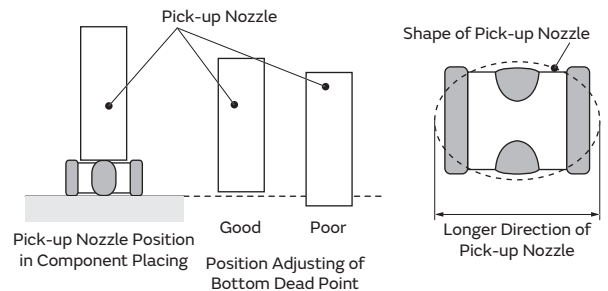 Pick-up Nozzle
Shape of Pick-up Nozzle
Good
Poor
Pick-up Nozzle Position
in Component Placing
Position Adjusting of
Bottom Dead Point
Longer Direction of
Pick-up Nozzle